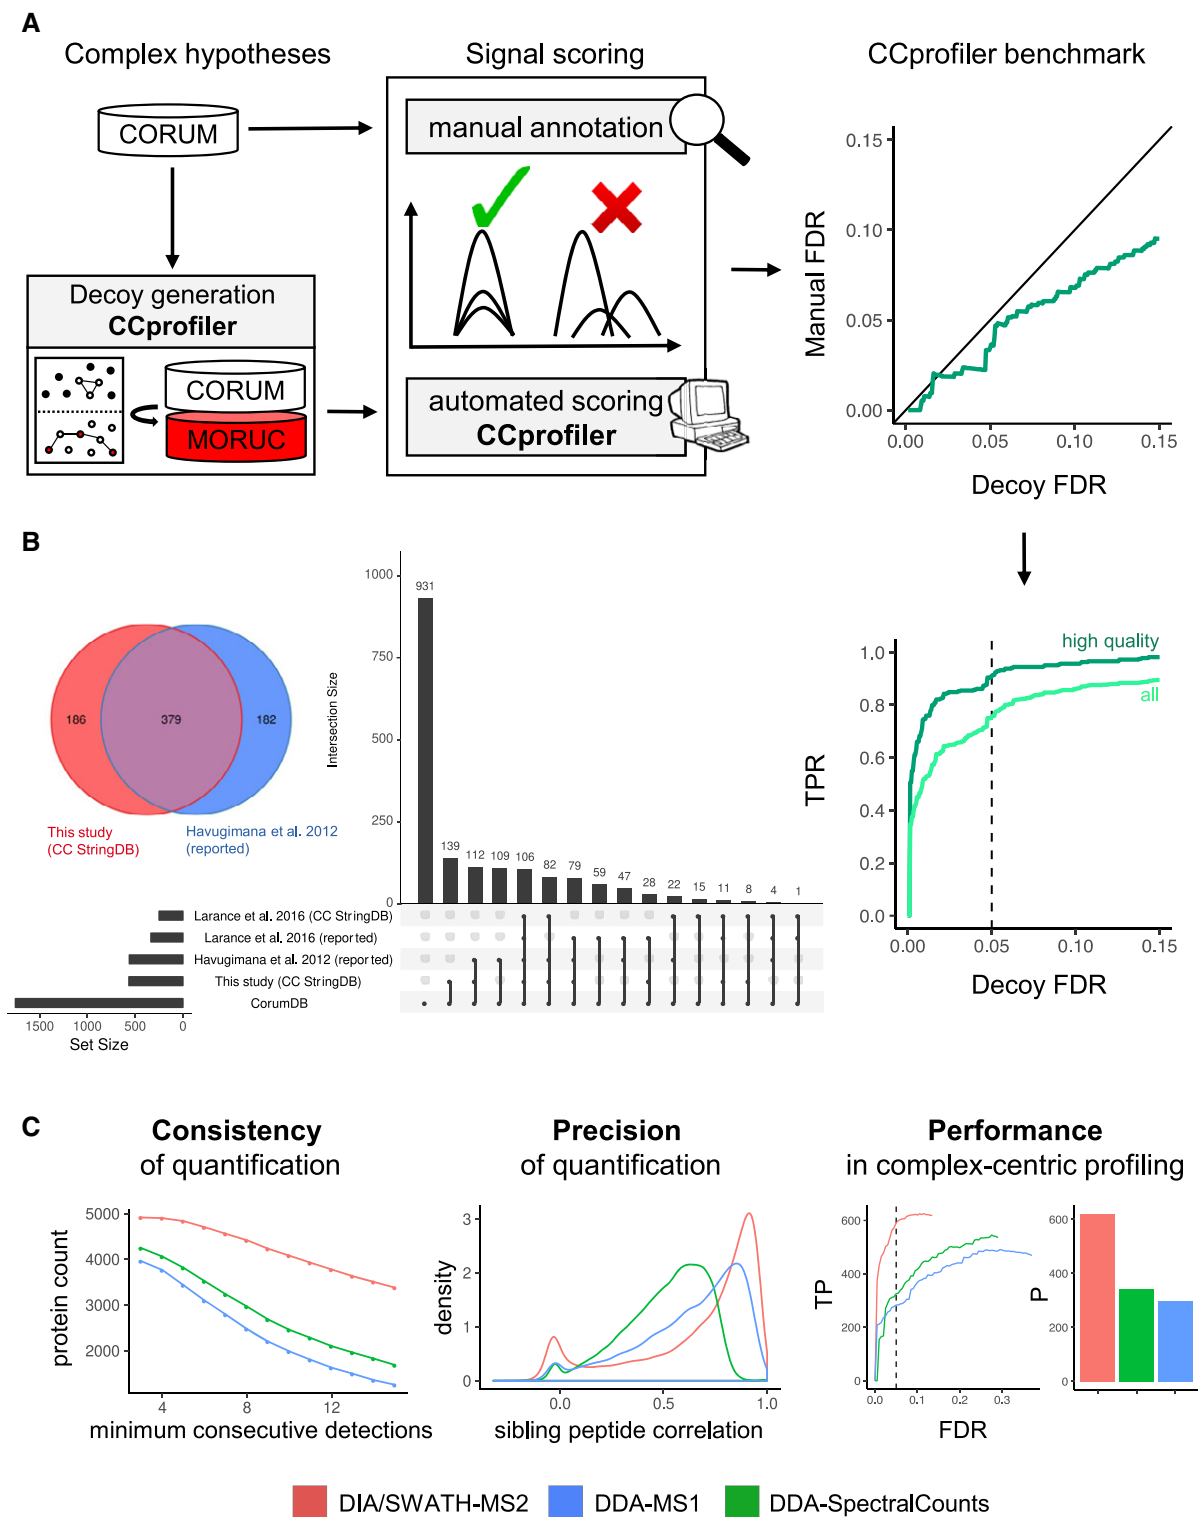 A
Complex hypotheses
Signal scoring
CCprofiler benchmark
CORUM
manual annotation
Decoy generation
CCprofiler
CORUM
MORUC
automated scoring
CCprofiler
Manual FDR
0.15
0.10
0.05
0.00
0.00 0.05 0.10 0.15
Decoy FDR
B
186
379
182
This study
(CC StringDB)
Havugimana et al. 2012
(reported)
Intersection Size
1000
750
500
250
0
931
139 112 109 106 82 79 59 47 28 22 15 11 8 4 1
Larance et al. 2016 (CC StringDB)
Larance et al. 2016 (reported)
Havugimana et al. 2012 (reported)
This study (CC StringDB)
CorumDB
1500 1000 500 0
Set Size
TPR
1.0
0.8
0.6
0.4
0.2
0.0
high quality
all
0.00 0.05 0.10 0.15
Decoy FDR
C
Consistency
of quantification
protein count
5000
4000
3000
2000
4 8 12
minimum consecutive detections
Precision
of quantification
density
3
2
1
0
0.0 0.5 1.0
sibling peptide correlation
Performance
in complex-centric profiling
TP
600
400
200
0
0.0 0.1 0.2 0.3
FDR
P
600
400
200
0
DIA/SWATH-MS2
DDA-MS1
DDA-SpectralCounts